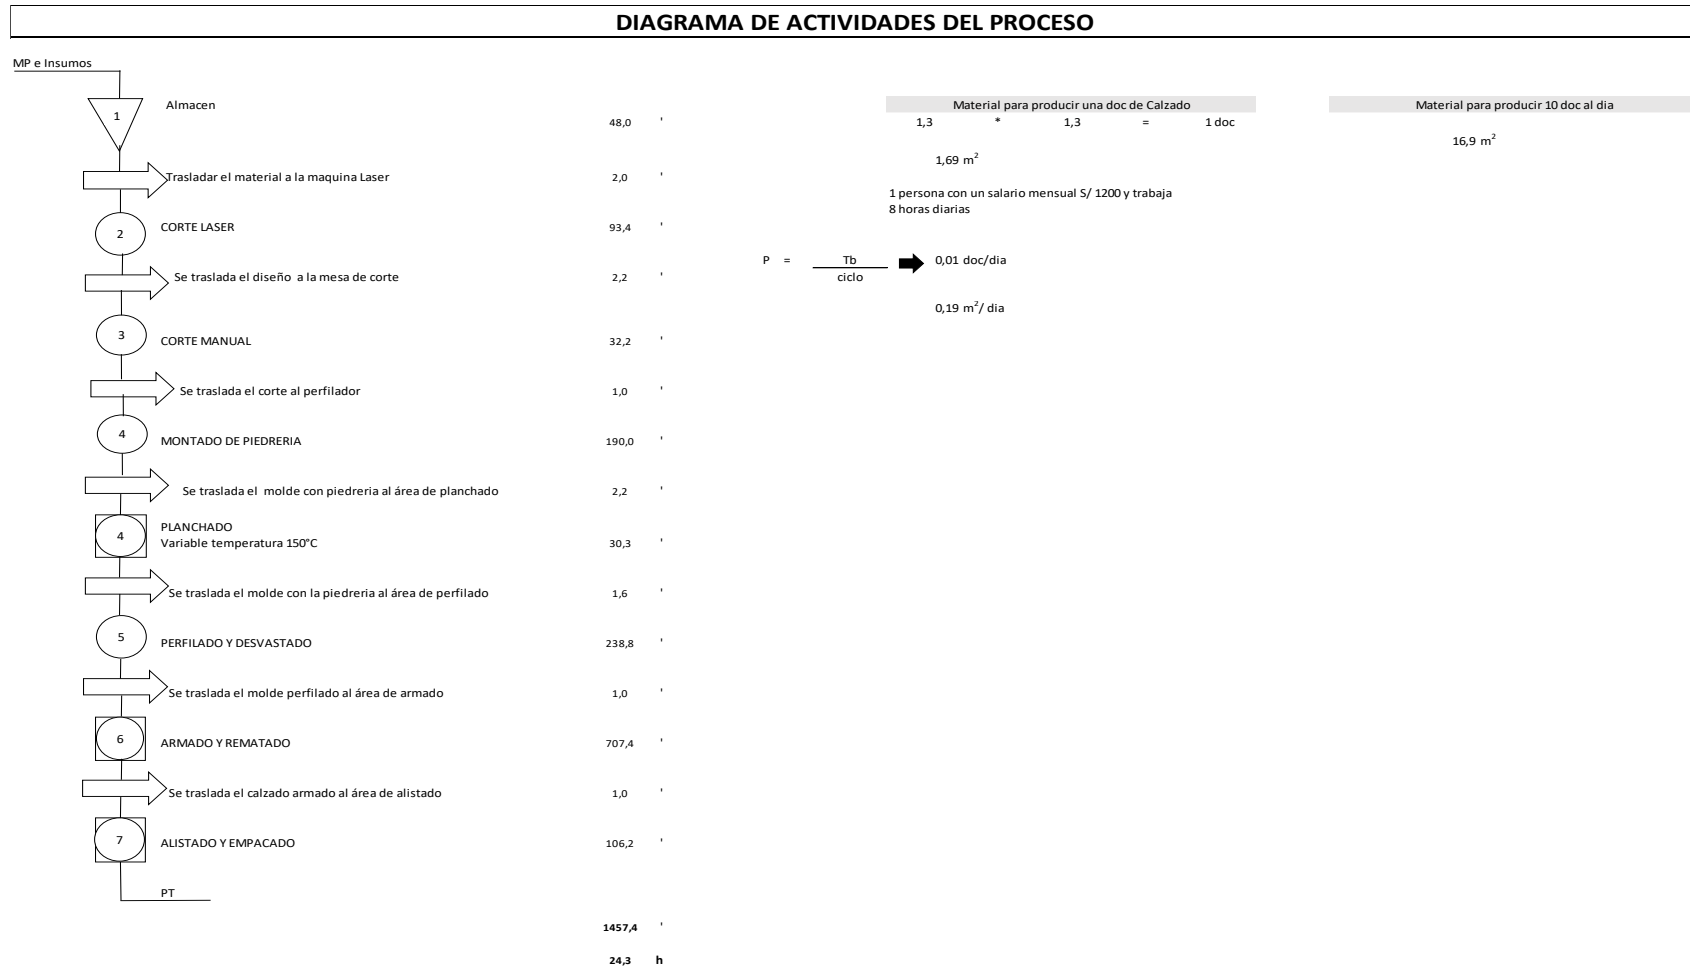 DIAGRAMA DE ACTIVIDADES DEL PROCESO
MP e Insumos
1
Almacen
48,0 '
Material para producir una doc de Calzado
1,3 * 1,3 = 1 doc
1,69 m²
Material para producir 10 doc al dia
16,9 m²
Trasladar el material a la maquina Laser
2,0 '
1 persona con un salario mensual S/ 1200 y trabaja
8 horas diarias
2
CORTE LASER
93,4 '
P = Tb
ciclo
0,01 doc/dia
0,19 m²/ dia
Se traslada el diseño a la mesa de corte
2,2 '
3
CORTE MANUAL
32,2 '
Se traslada el corte al perfilador
1,0 '
4
MONTADO DE PIEDRERIA
190,0 '
Se traslada el molde con piedreria al área de planchado
2,2 '
4
PLANCHADO
Variable temperatura 150°C
30,3 '
Se traslada el molde con la piedreria al área de perfilado
1,6 '
5
PERFILADO Y DESVASTADO
238,8 '
Se traslada el molde perfilado al área de armado
1,0 '
6
ARMADO Y REMATADO
707,4 '
Se traslada el calzado armado al área de alistado
1,0 '
7
ALISTADO Y EMPACADO
106,2 '
PT
1457,4 '
24,3 h